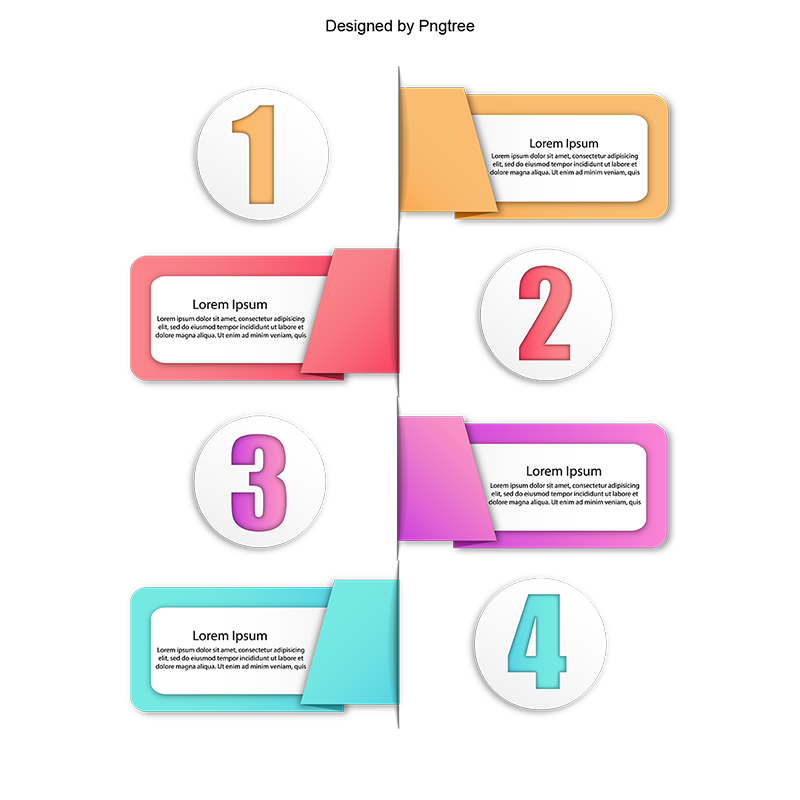 Designed by Pngtree
1
Lorem Ipsum
Lorem ipsum dolor sit amet, consectetur adipisicing
elit, sed do eiusmod tempor incididunt ut labore et
dolore magna aliqua. Ut enim ad minim veniam, quis
Lorem Ipsum
Lorem ipsum dolor sit amet, consectetur adipisicing
elit, sed do eiusmod tempor incididunt ut labore et
dolore magna aliqua. Ut enim ad minim veniam, quis
2
3
Lorem Ipsum
Lorem ipsum dolor sit amet, consectetur adipisicing
elit, sed do eiusmod tempor incididunt ut labore et
dolore magna aliqua. Ut enim ad minim veniam, quis
Lorem Ipsum
Lorem ipsum dolor sit amet, consectetur adipisicing
elit, sed do eiusmod tempor incididunt ut labore et
dolore magna aliqua. Ut enim ad minim veniam, quis
4